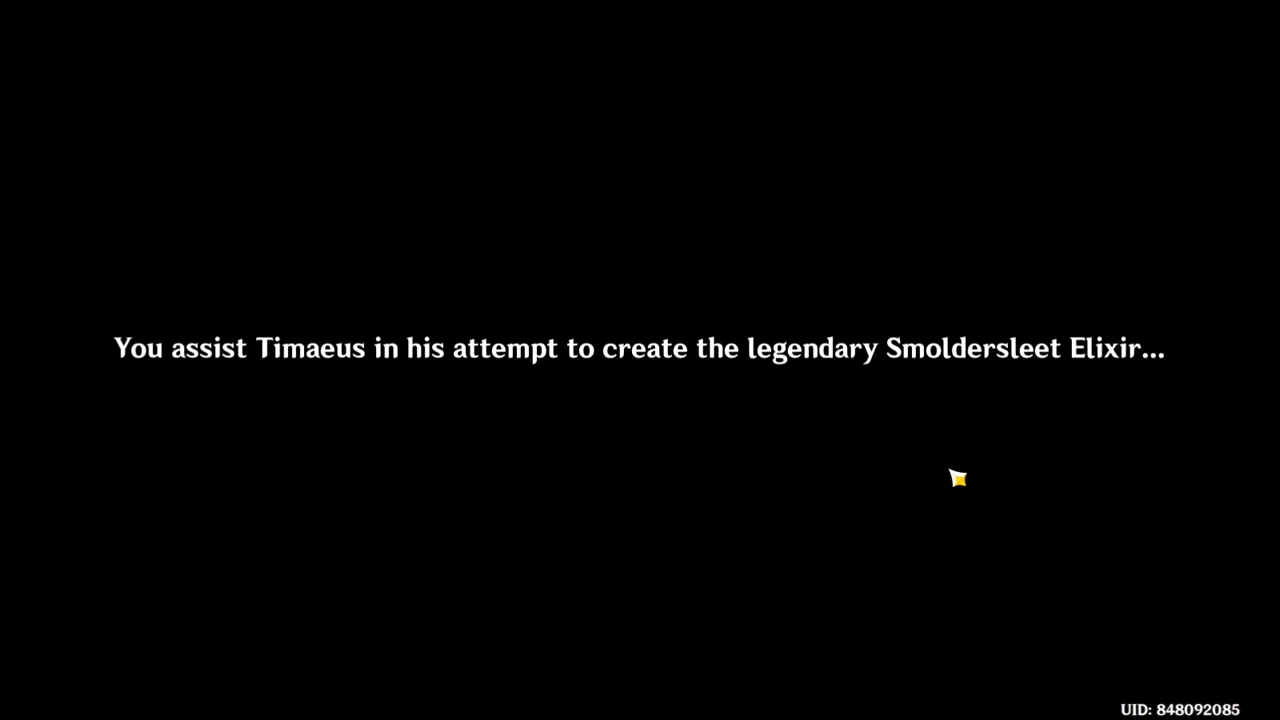 You assist Timaeus in his attempt to create the legendary Smoldersleet Elixir...
UID: 848092085